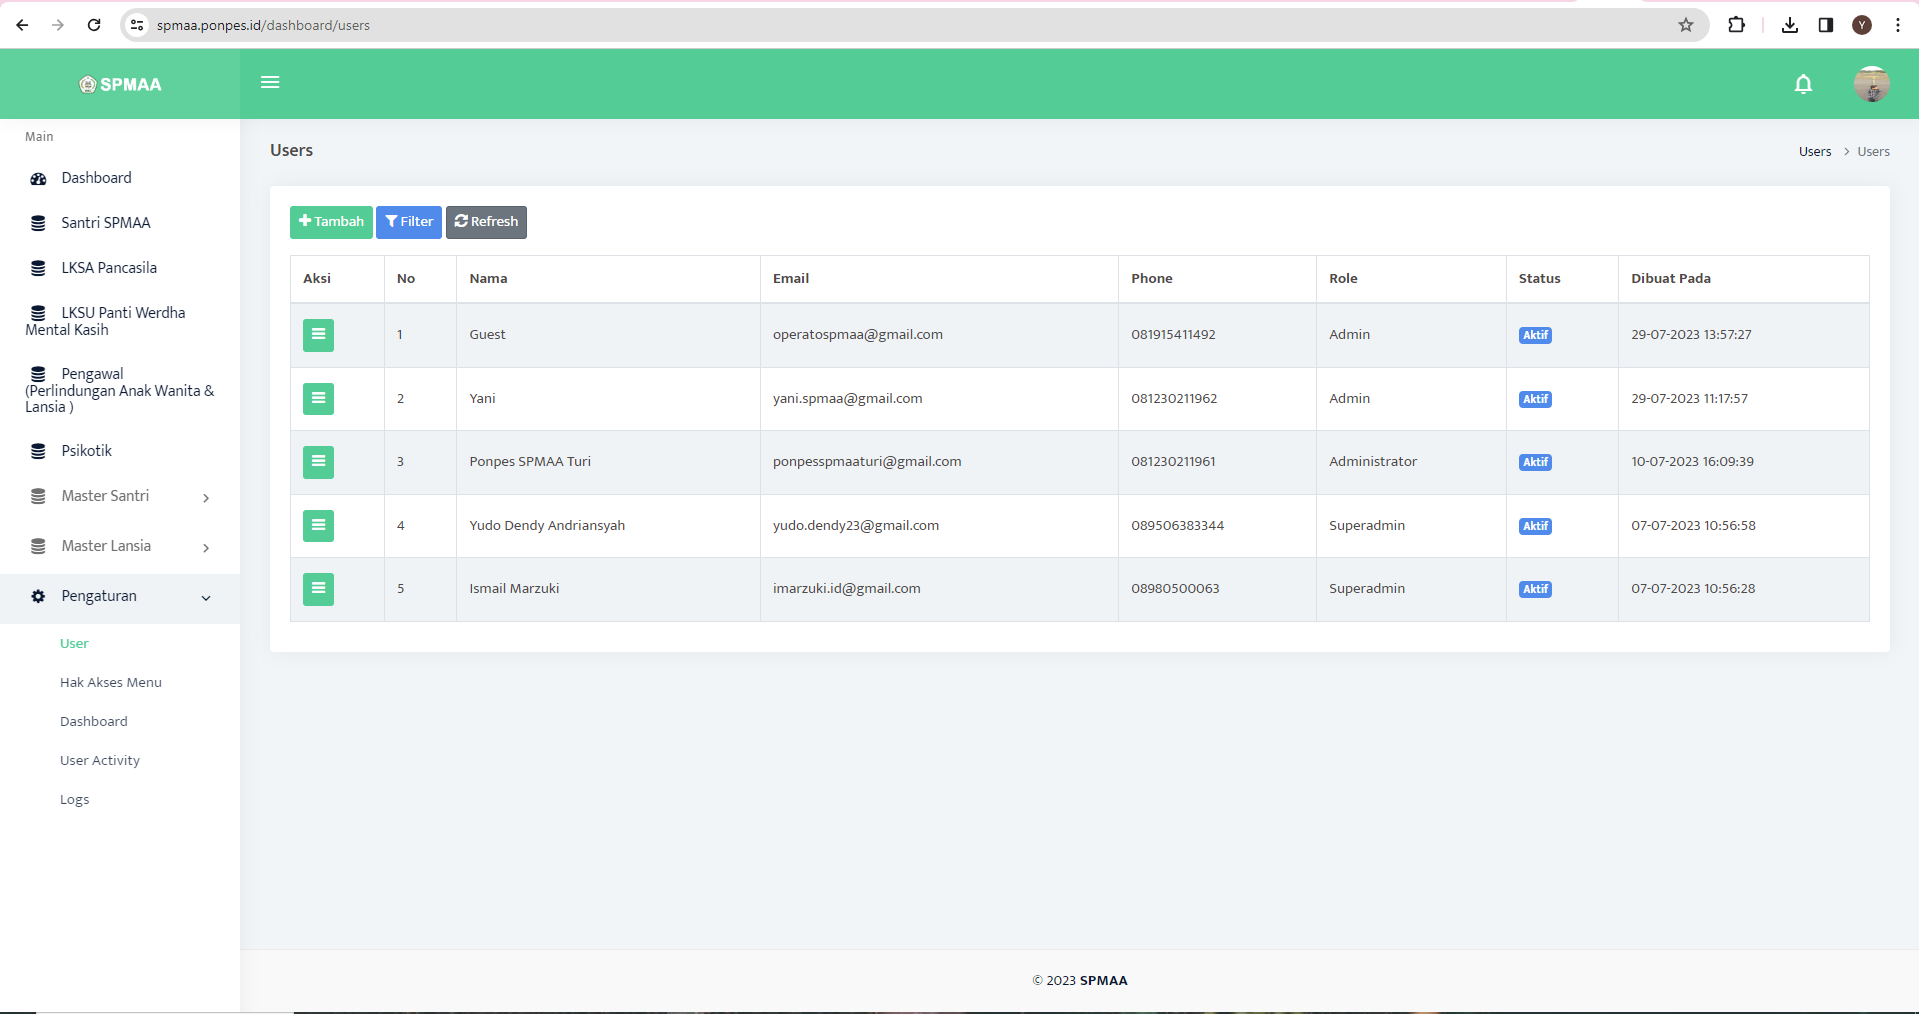 spmaa.ponpes.id/dashboard/users
Y
SPMAA
Main
Dashboard
Santri SPMAA
LKSA Pancasila
LKSU Panti Werdha
Mental Kasih
Pengawal
(Perlindungan Anak Wanita &
Lansia )
Psikotik
Master Santri
Master Lansia
Pengaturan
User
Hak Akses Menu
Dashboard
User Activity
Logs
Users
Users > Users
Tambah Filter Refresh
Aksi No Nama Email Phone Role Status Dibuat Pada
1 Guest operatospmaa@gmail.com 081915411492 Admin Aktif 29-07-2023 13:57:27
2 Yani yani.spmaa@gmail.com 081230211962 Admin Aktif 29-07-2023 11:17:57
3 Ponpes SPMAA Turi ponpesspmaaturi@gmail.com 081230211961 Administrator Aktif 10-07-2023 16:09:39
4 Yudo Dendy Andriansyah yudo.dendy23@gmail.com 089506383344 Superadmin Aktif 07-07-2023 10:56:58
5 Ismail Marzuki imarzuki.id@gmail.com 08980500063 Superadmin Aktif 07-07-2023 10:56:28
© 2023 SPMAA